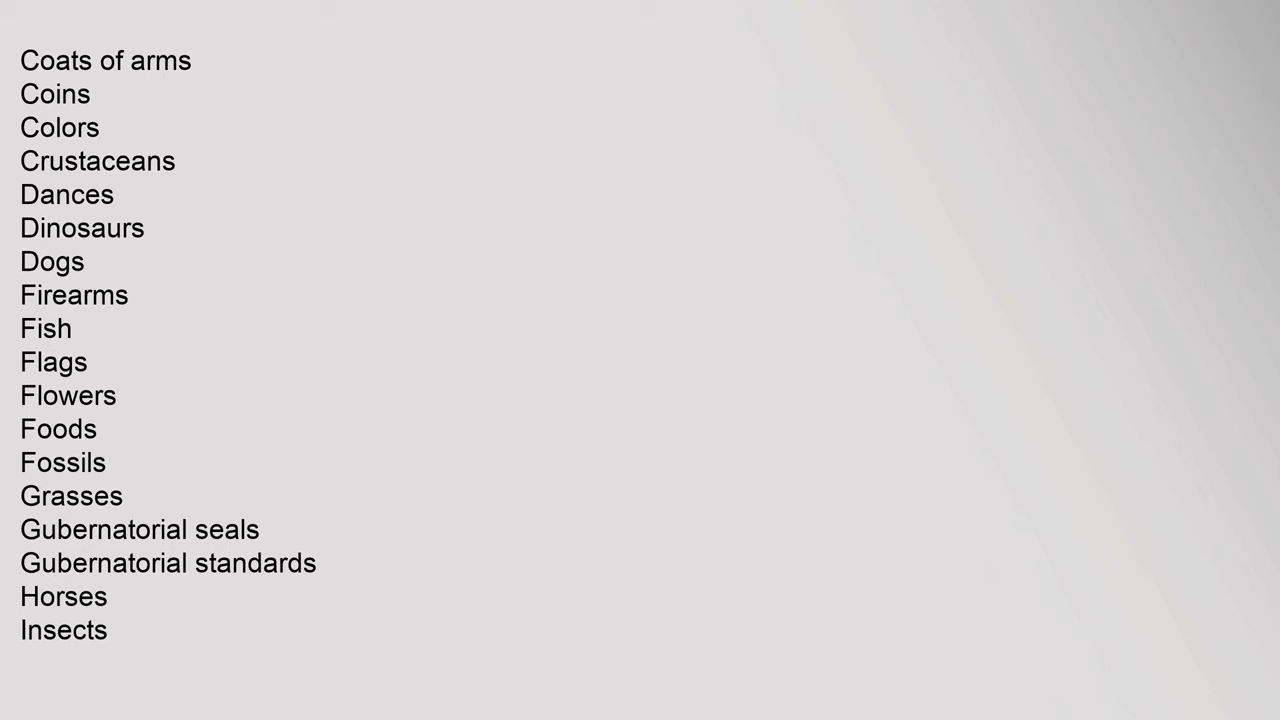 Coats of arms
Coins
Colors
Crustaceans
Dances
Dinosaurs
Dogs
Firearms
Fish
Flags
Flowers
Foods
Fossils
Grasses
Gubernatorial seals
Gubernatorial standards
Horses
Insects